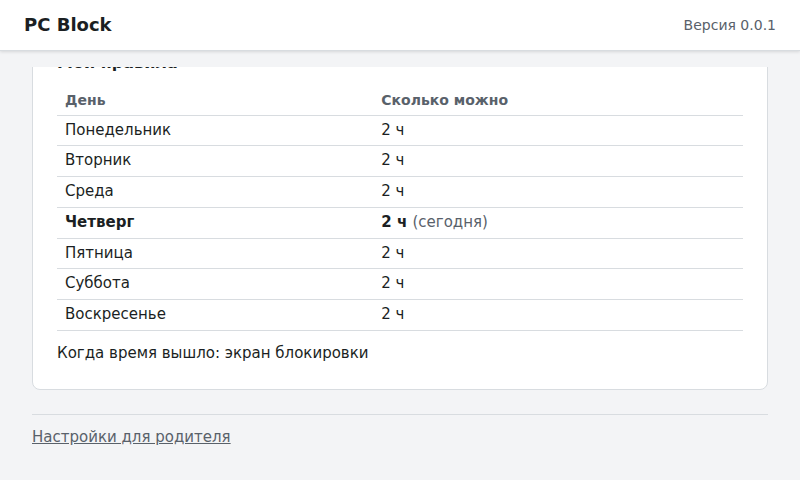 PC Block
Версия 0.0.1
День Сколько можно
Понедельник 2 ч
Вторник 2 ч
Среда 2 ч
Четверг 2 ч (сегодня)
Пятница 2 ч
Суббота 2 ч
Воскресенье 2 ч
Когда время вышло: экран блокировки
Настройки для родителя